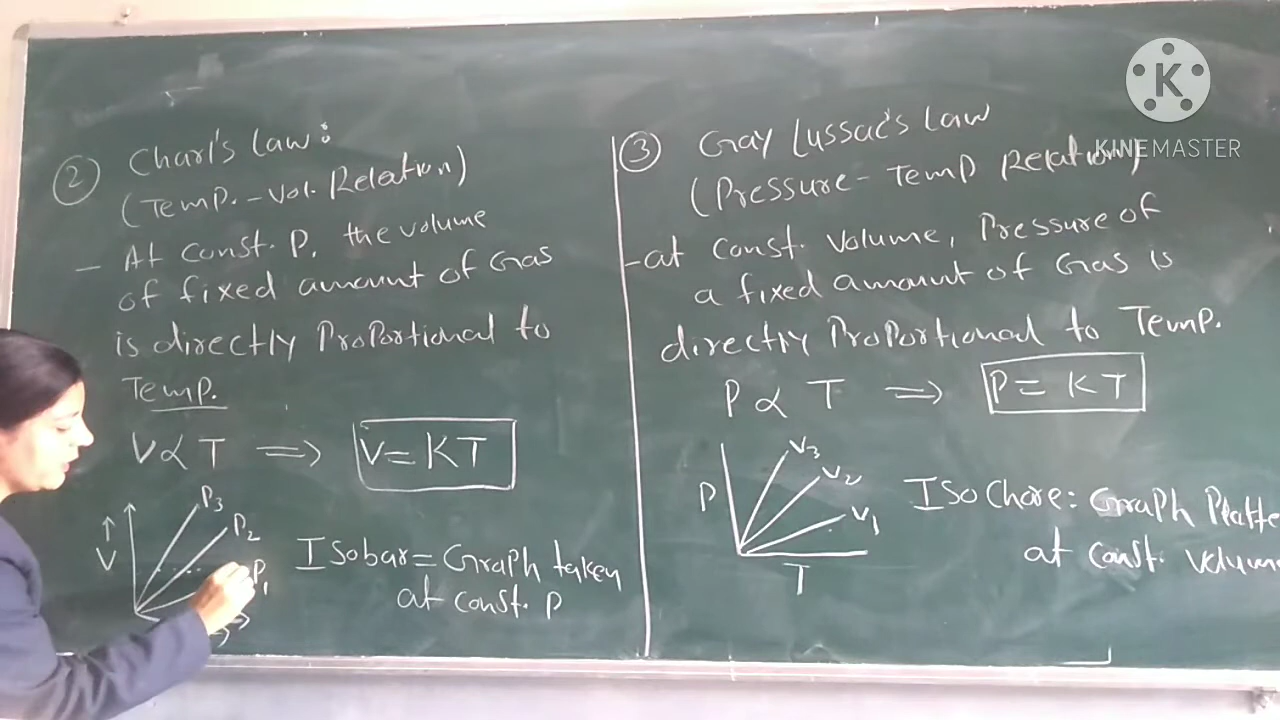 ② Charl's Law:
(Temp. - Vol. Relation)
- At Const. P, the volume
of fixed amount of Gas
is directly Proportional to
Temp.
V ∝ T ⇒ V = KT
P3
P2
P1
V
Isobar = Graph taken
at const. P
③ Gay Lussac's Law
(Pressure - Temp Relation)
- at Const. Volume, Pressure of
a fixed amount of Gas is
directly Proportional to Temp.
P ∝ T ⇒ P = KT
V3
V2
V1
P
T
IsoChore: Graph
at const. volume
K
KINEMASTER